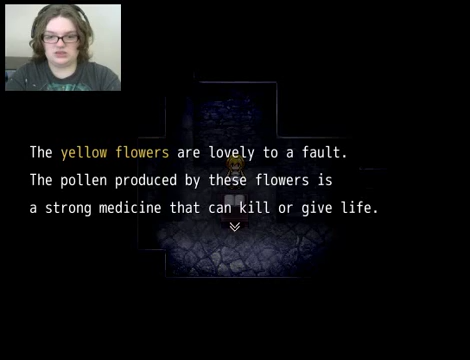 The yellow flowers are lovely to a fault.
The pollen produced by these flowers is
a strong medicine that can kill or give life.